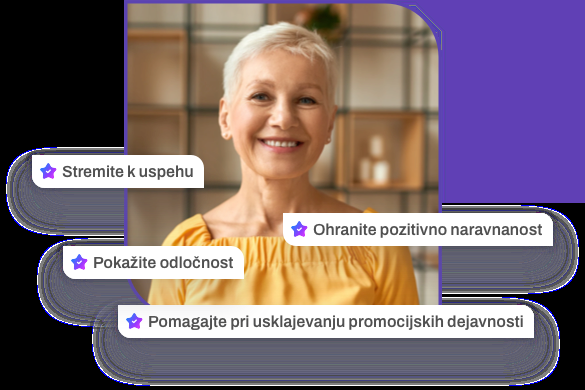 Stremite k uspehu
Ohranite pozitivno naravnanost
Pokažite odločnost
Pomagajte pri usklajevanju promocijskih dejavnosti